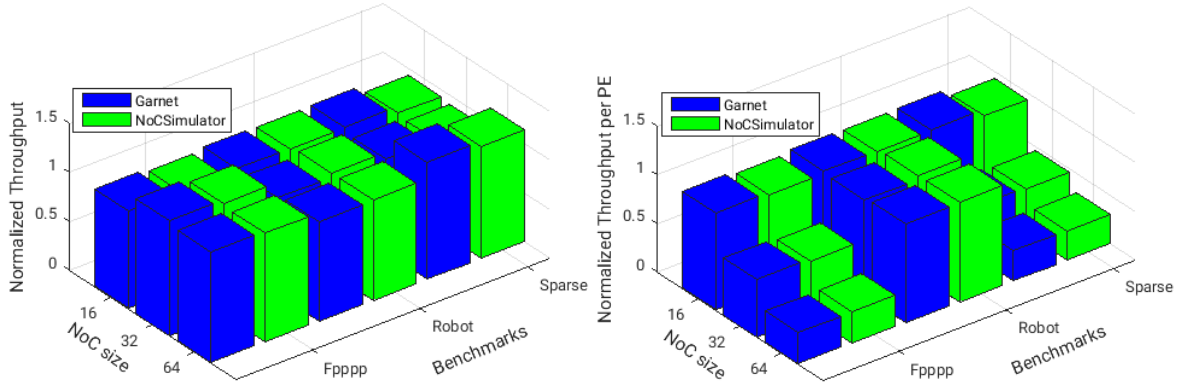 Normalized Throughput
1.5
1
0.5
0
Garnet
NoCSimulator
16
32
64
NoC size
Fpppp
Robot
Sparse
Benchmarks
Normalized Throughput per PE
1.5
1
0.5
0
Garnet
NoCSimulator
16
32
64
NoC size
Fpppp
Robot
Sparse
Benchmarks